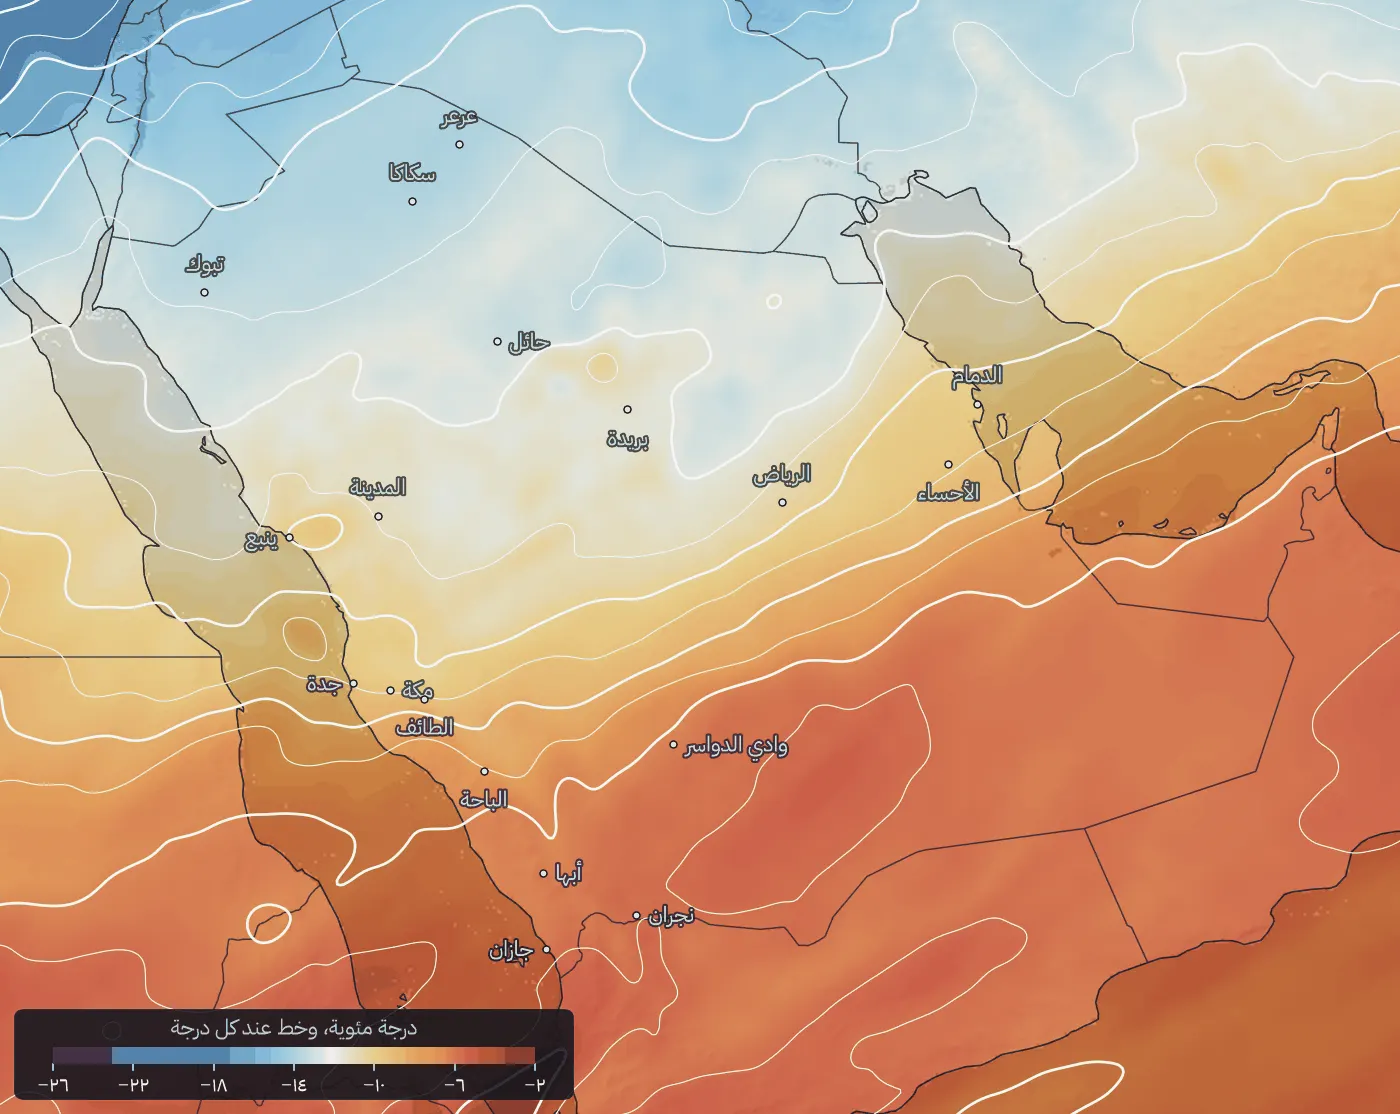 عرعر
سكاكا
تبوك
حائل
الدمام
بريدة
الرياض
المدينة
الأحساء
ينبع
جدة
مكة
الطائف
وادي الدواسر
الباحة
أبها
نجران
جازان
درجة مئوية، وخط عند كل درجة
−٢٦ −٢٢ −١٨ −١٤ −١٠ −٦ −٢